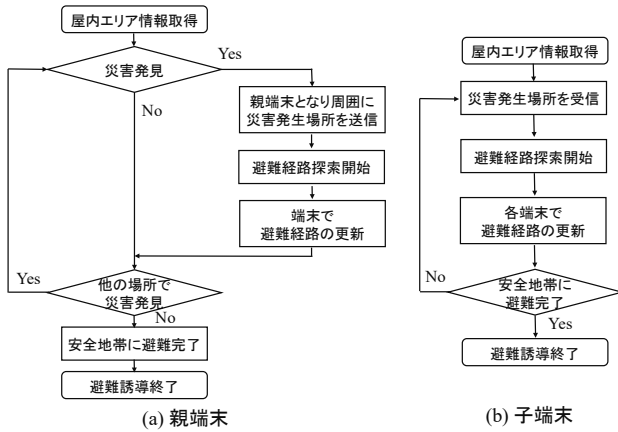 屋内エリア情報取得
災害発見
Yes
No
親端末となり周囲に
災害発生場所を送信
避難経路探索開始
端末で
避難経路の更新
Yes
他の場所で
災害発見
No
安全地帯に避難完了
避難誘導終了
(a) 親端末
屋内エリア情報取得
災害発生場所を受信
避難経路探索開始
各端末で
避難経路の更新
No
安全地帯に
避難完了
Yes
避難誘導終了
(b) 子端末